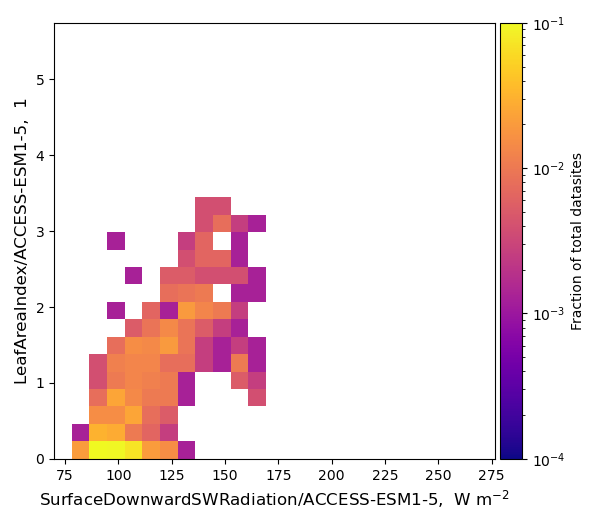 LeafAreaIndex/ACCESS-ESM1-5,  1
5
4
3
2
1
0
75 100 125 150 175 200 225 250 275
SurfaceDownwardSWRadiation/ACCESS-ESM1-5,  W m⁻²
10⁻¹
10⁻²
10⁻³
10⁻⁴
Fraction of total datasites